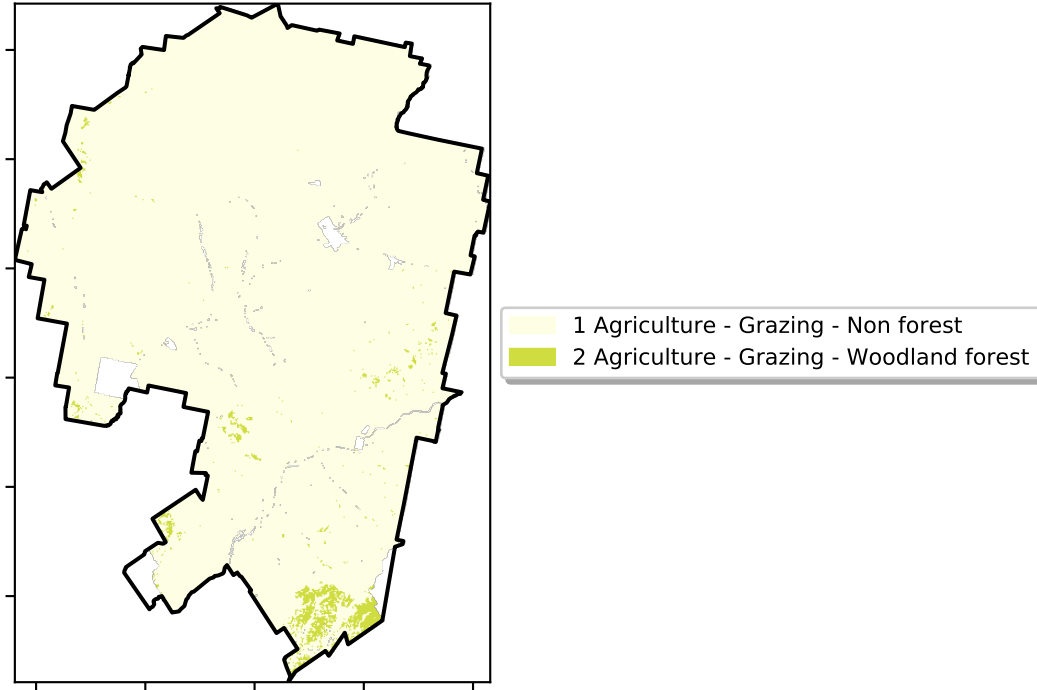 1 Agriculture - Grazing - Non forest
2 Agriculture - Grazing - Woodland forest